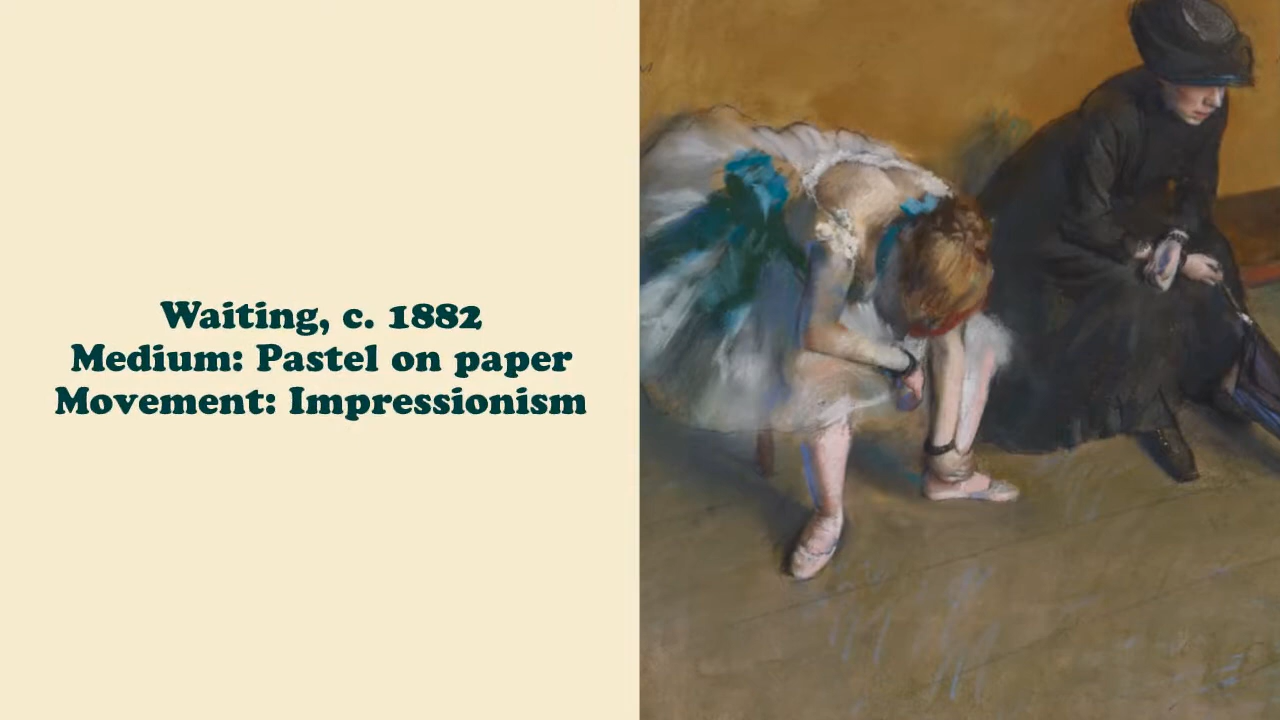 Waiting, c. 1882
Medium: Pastel on paper
Movement: Impressionism